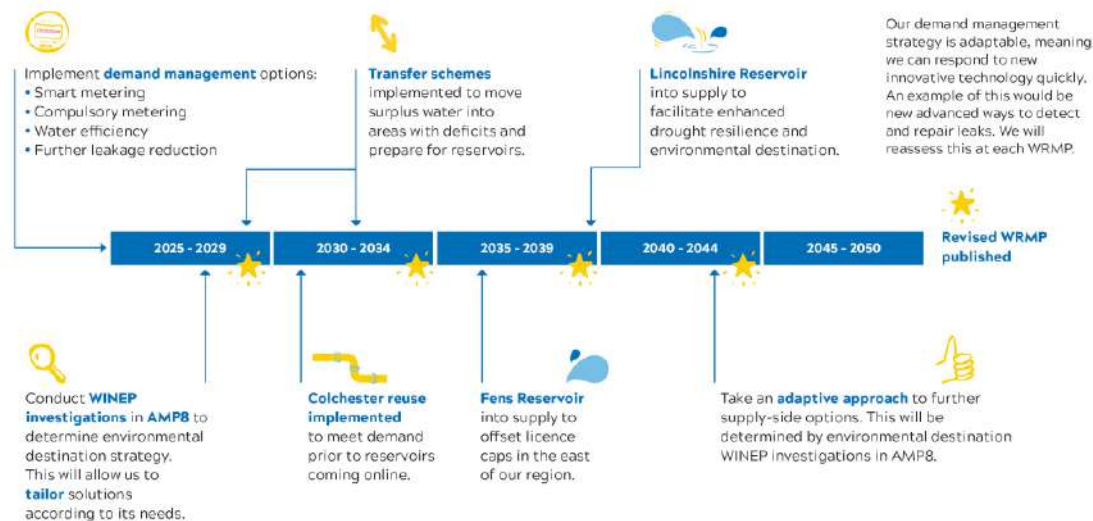 Implement demand management options:
• Smart metering
• Compulsory metering
• Water efficiency
• Further leakage reduction
Transfer schemes
implemented to move
surplus water into
areas with deficits and
prepare for reservoirs.
Lincolnshire Reservoir
into supply to
facilitate enhanced
drought resilience and
environmental destination.
Our demand management
strategy is adaptable, meaning
we can respond to new
innovative technology quickly.
An example of this would be
new advanced ways to detect
and repair leaks. We will
reassess this at each WRMP.
2025 - 2029
2030 - 2034
2035 - 2039
2040 - 2044
2045 - 2050
Revised WRMP
published
Conduct WINEP
investigations in AMP8 to
determine environmental
destination strategy.
This will allow us to
tailor solutions
according to its needs.
Colchester reuse
implemented
to meet demand
prior to reservoirs
coming online.
Fens Reservoir
into supply to
offset licence
caps in the east
of our region.
Take an adaptive approach to further
supply-side options. This will be
determined by environmental destination
WINEP investigations in AMP8.